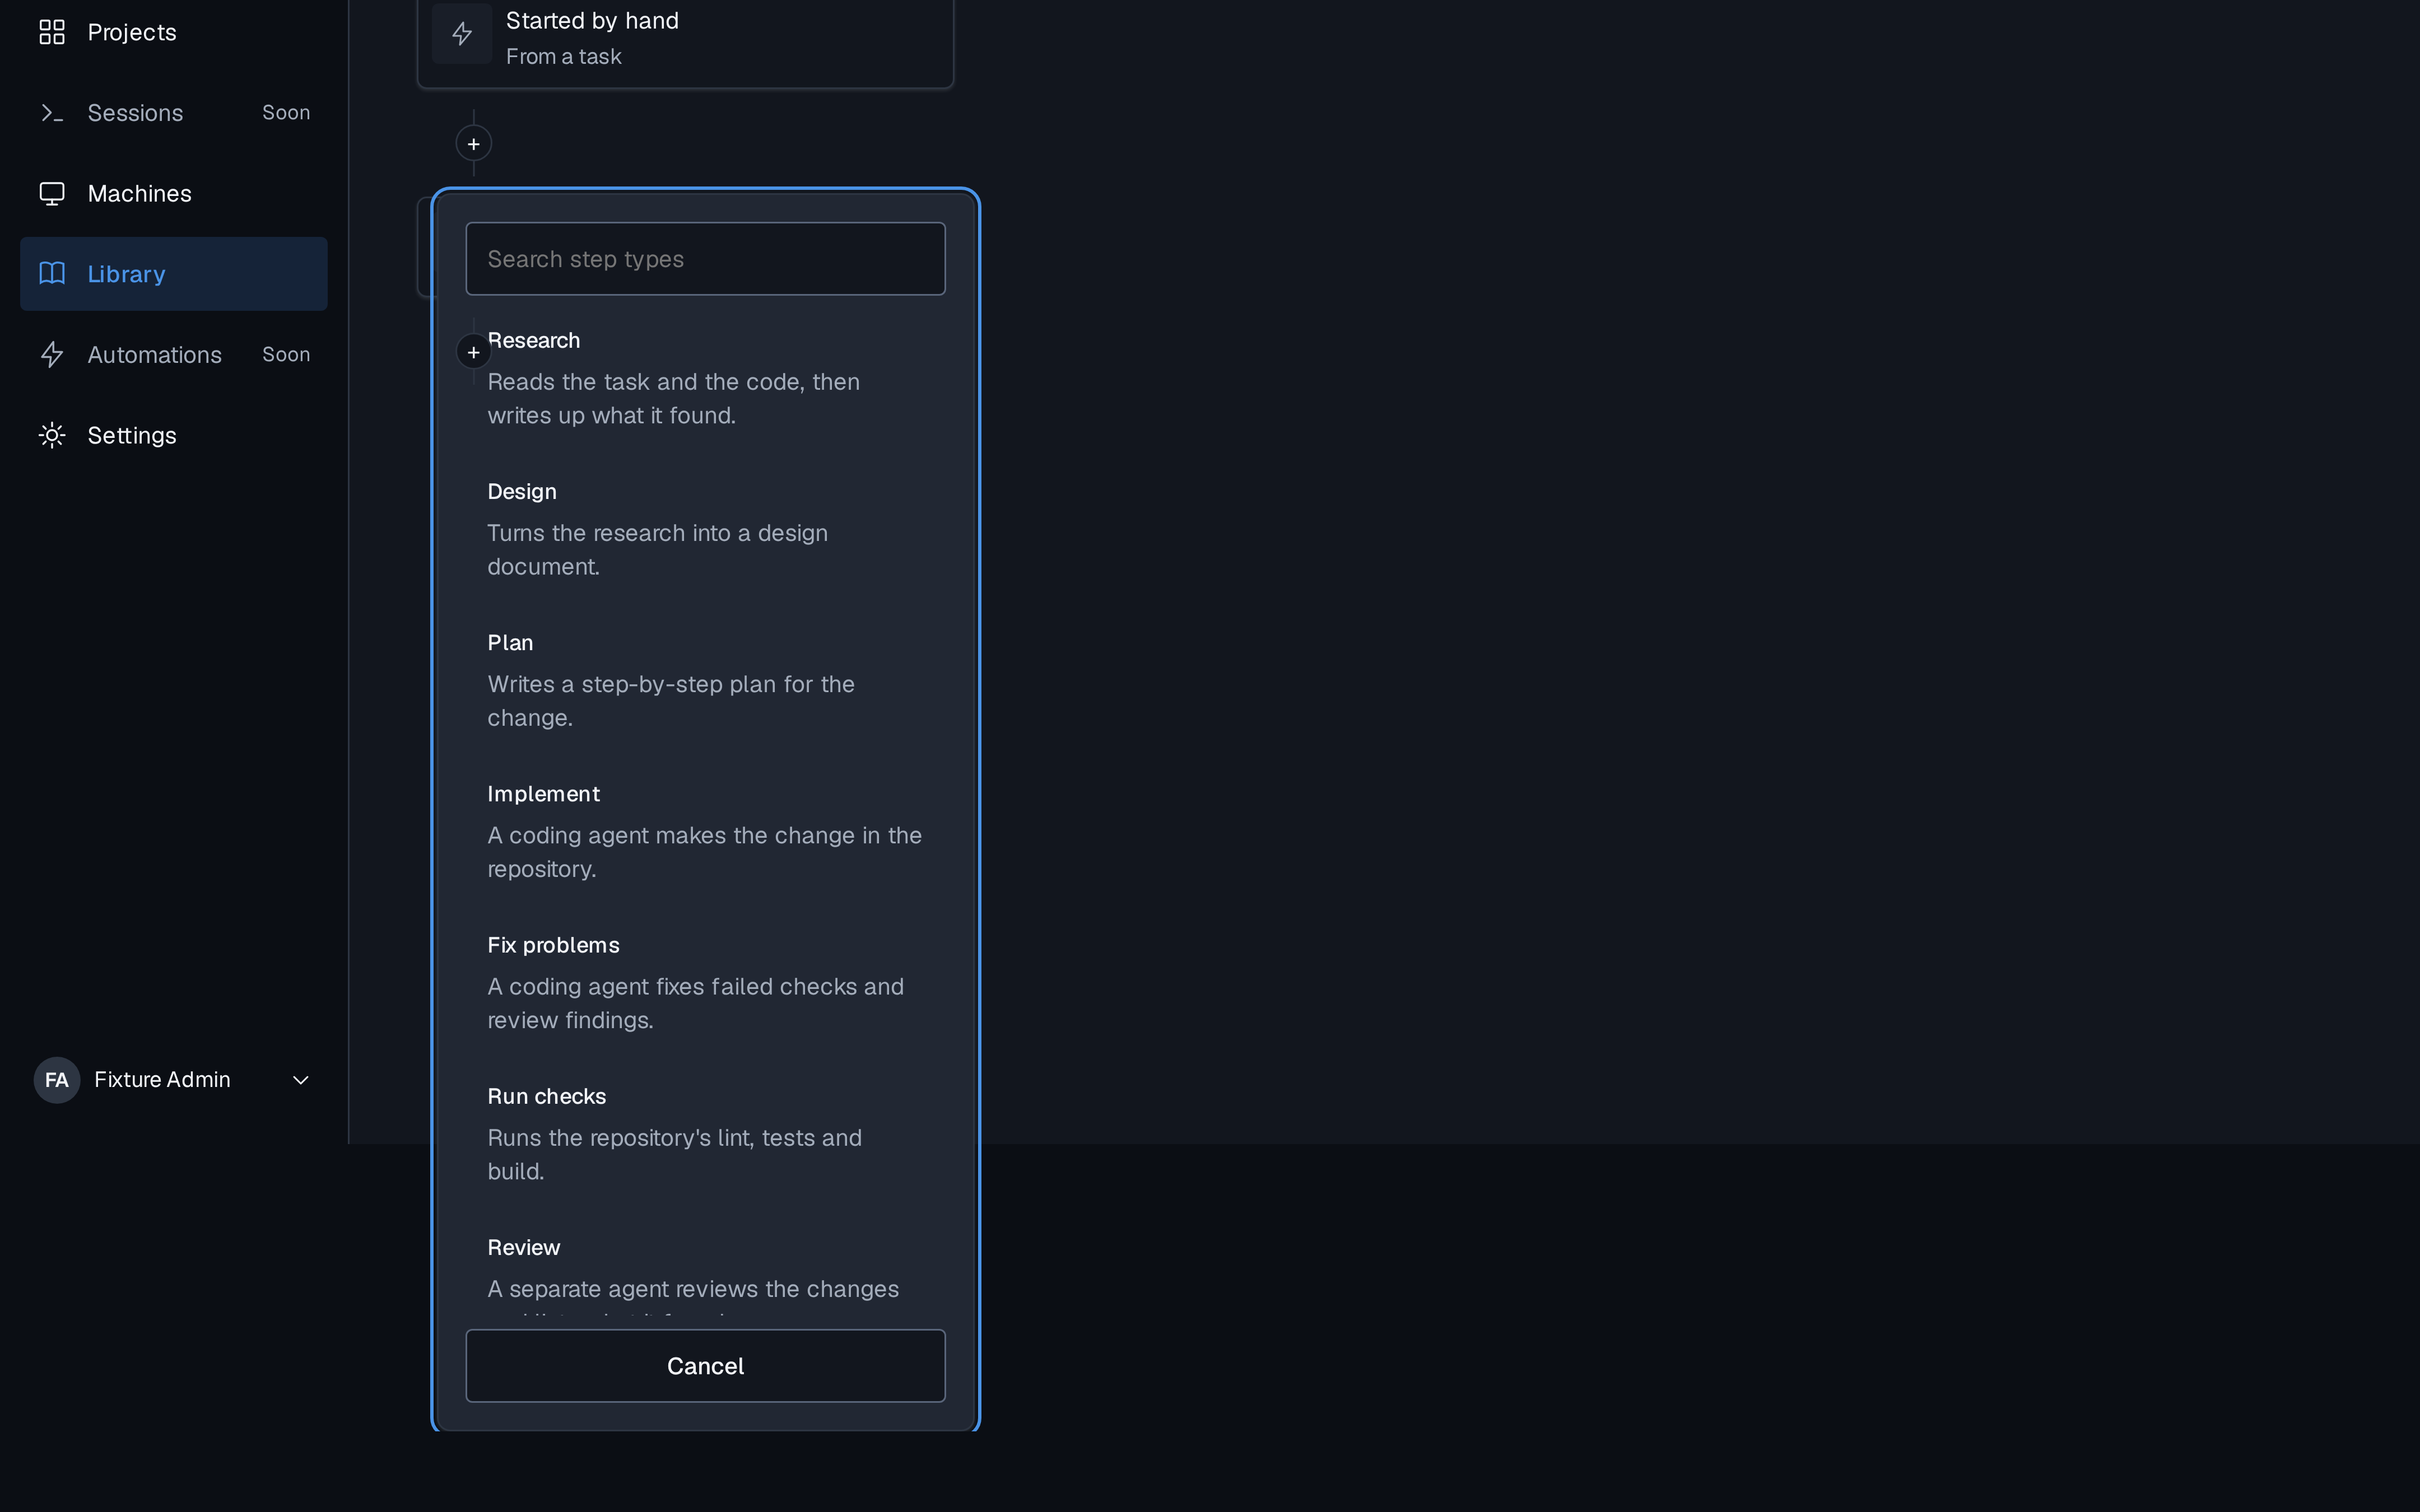 Projects
Sessions Soon
Machines
Library
Automations Soon
Settings
FA Fixture Admin
Started by hand
From a task
+
Search step types
+
Research
Reads the task and the code, then
writes up what it found.
Design
Turns the research into a design
document.
Plan
Writes a step-by-step plan for the
change.
Implement
A coding agent makes the change in the
repository.
Fix problems
A coding agent fixes failed checks and
review findings.
Run checks
Runs the repository's lint, tests and
build.
Review
A separate agent reviews the changes
Cancel